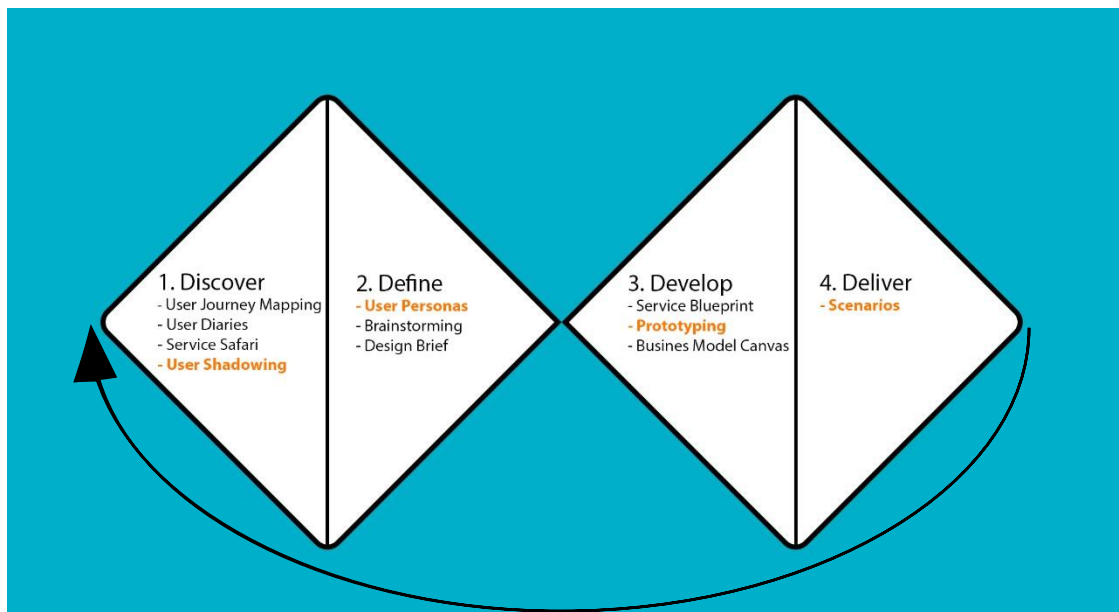 1. Discover
- User Journey Mapping
- User Diaries
- Service Safari
- User Shadowing
2. Define
- User Personas
- Brainstorming
- Design Brief
3. Develop
- Service Blueprint
- Prototyping
- Busines Model Canvas
4. Deliver
- Scenarios